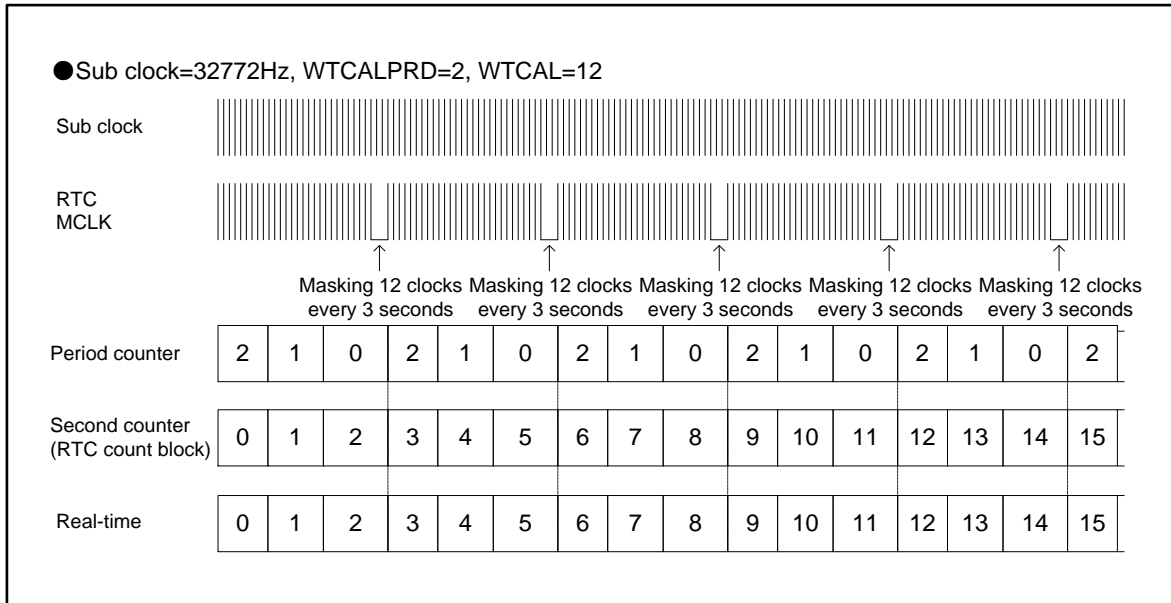 ●Sub clock=32772Hz, WTCALPRD=2, WTCAL=12
Sub clock
RTC
MCLK
Masking 12 clocks Masking 12 clocks Masking 12 clocks Masking 12 clocks Masking 12 clocks
every 3 seconds every 3 seconds every 3 seconds every 3 seconds every 3 seconds
Period counter 2 1 0 2 1 0 2 1 0 2 1 0 2 1 0 2
Second counter
(RTC count block) 0 1 2 3 4 5 6 7 8 9 10 11 12 13 14 15
Real-time 0 1 2 3 4 5 6 7 8 9 10 11 12 13 14 15